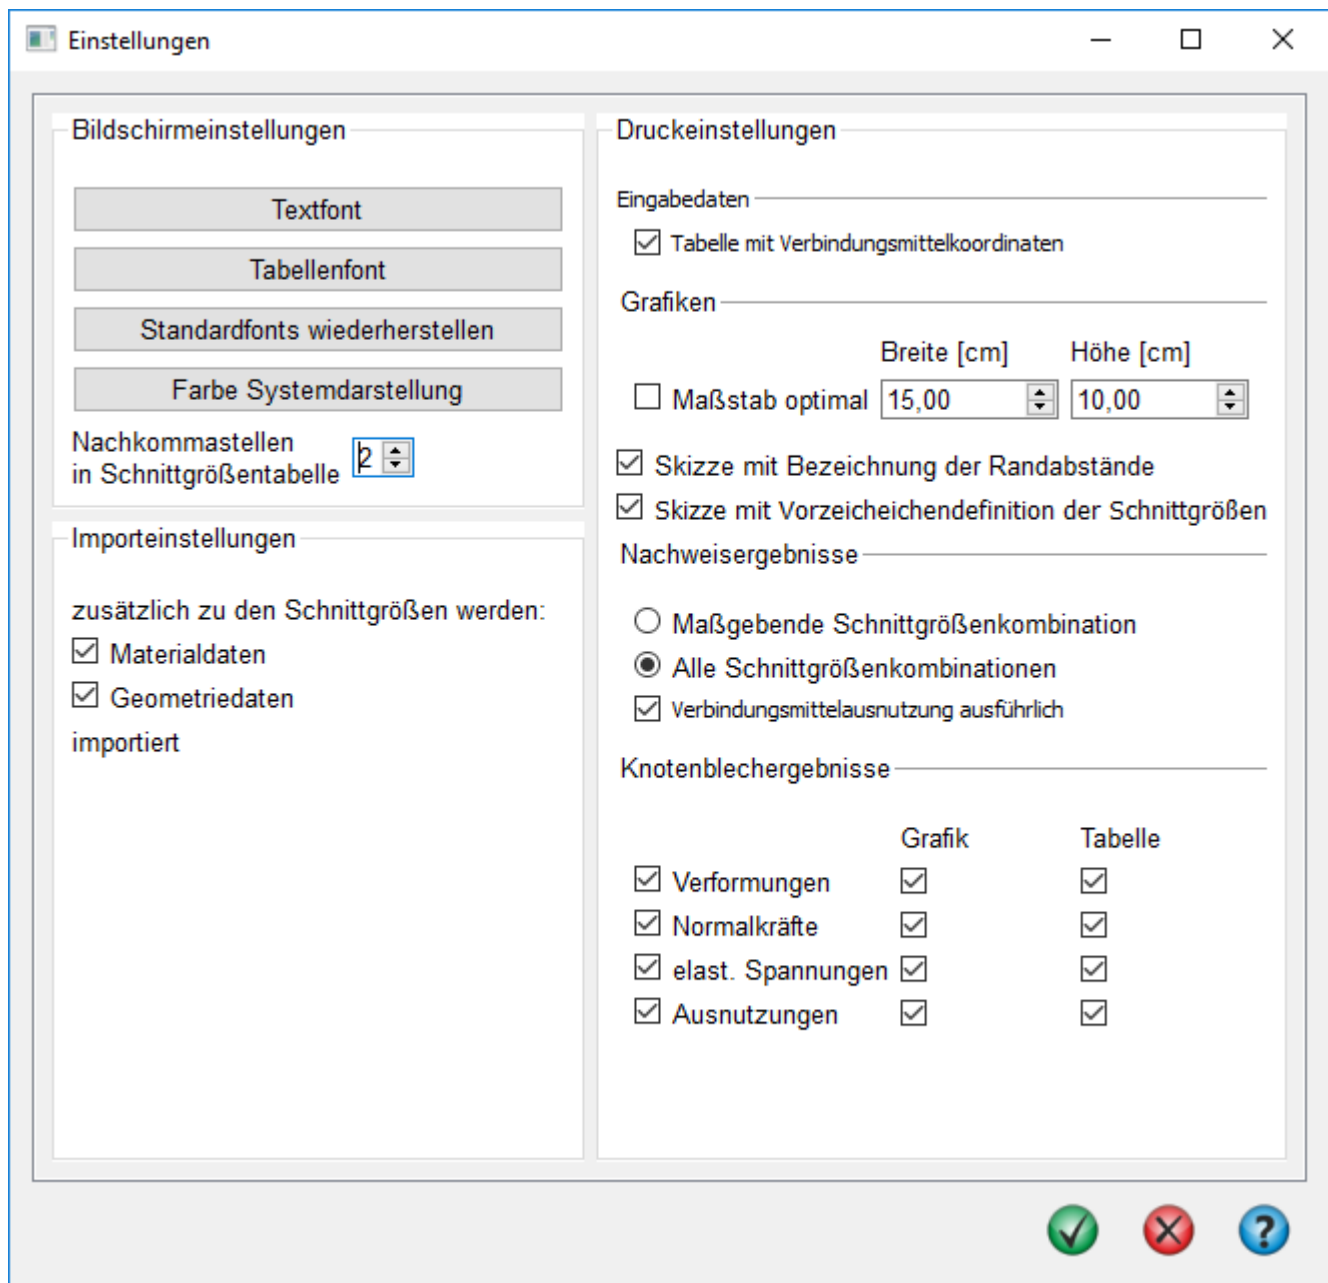 Einstellungen
Bildschirmeinstellungen
Textfont
Tabellenfont
Standardfonts wiederherstellen
Farbe Systemdarstellung
Nachkommastellen
in Schnittgrößentabelle 2
Importeinstellungen
zusätzlich zu den Schnittgrößen werden:
Materialdaten
Geometriedaten
importiert
Druckeinstellungen
Eingabedaten
Tabelle mit Verbindungsmittelkoordinaten
Grafiken
Breite [cm] Höhe [cm]
Maßstab optimal 15,00 10,00
Skizze mit Bezeichnung der Randabstände
Skizze mit Vorzeicheichendefinition der Schnittgrößen
Nachweisergebnisse
Maßgebende Schnittgrößenkombination
Alle Schnittgrößenkombinationen
Verbindungsmittelausnutzung ausführlich
Knotenblechergebnisse
Grafik Tabelle
Verformungen
Normalkräfte
elast. Spannungen
Ausnutzungen
?